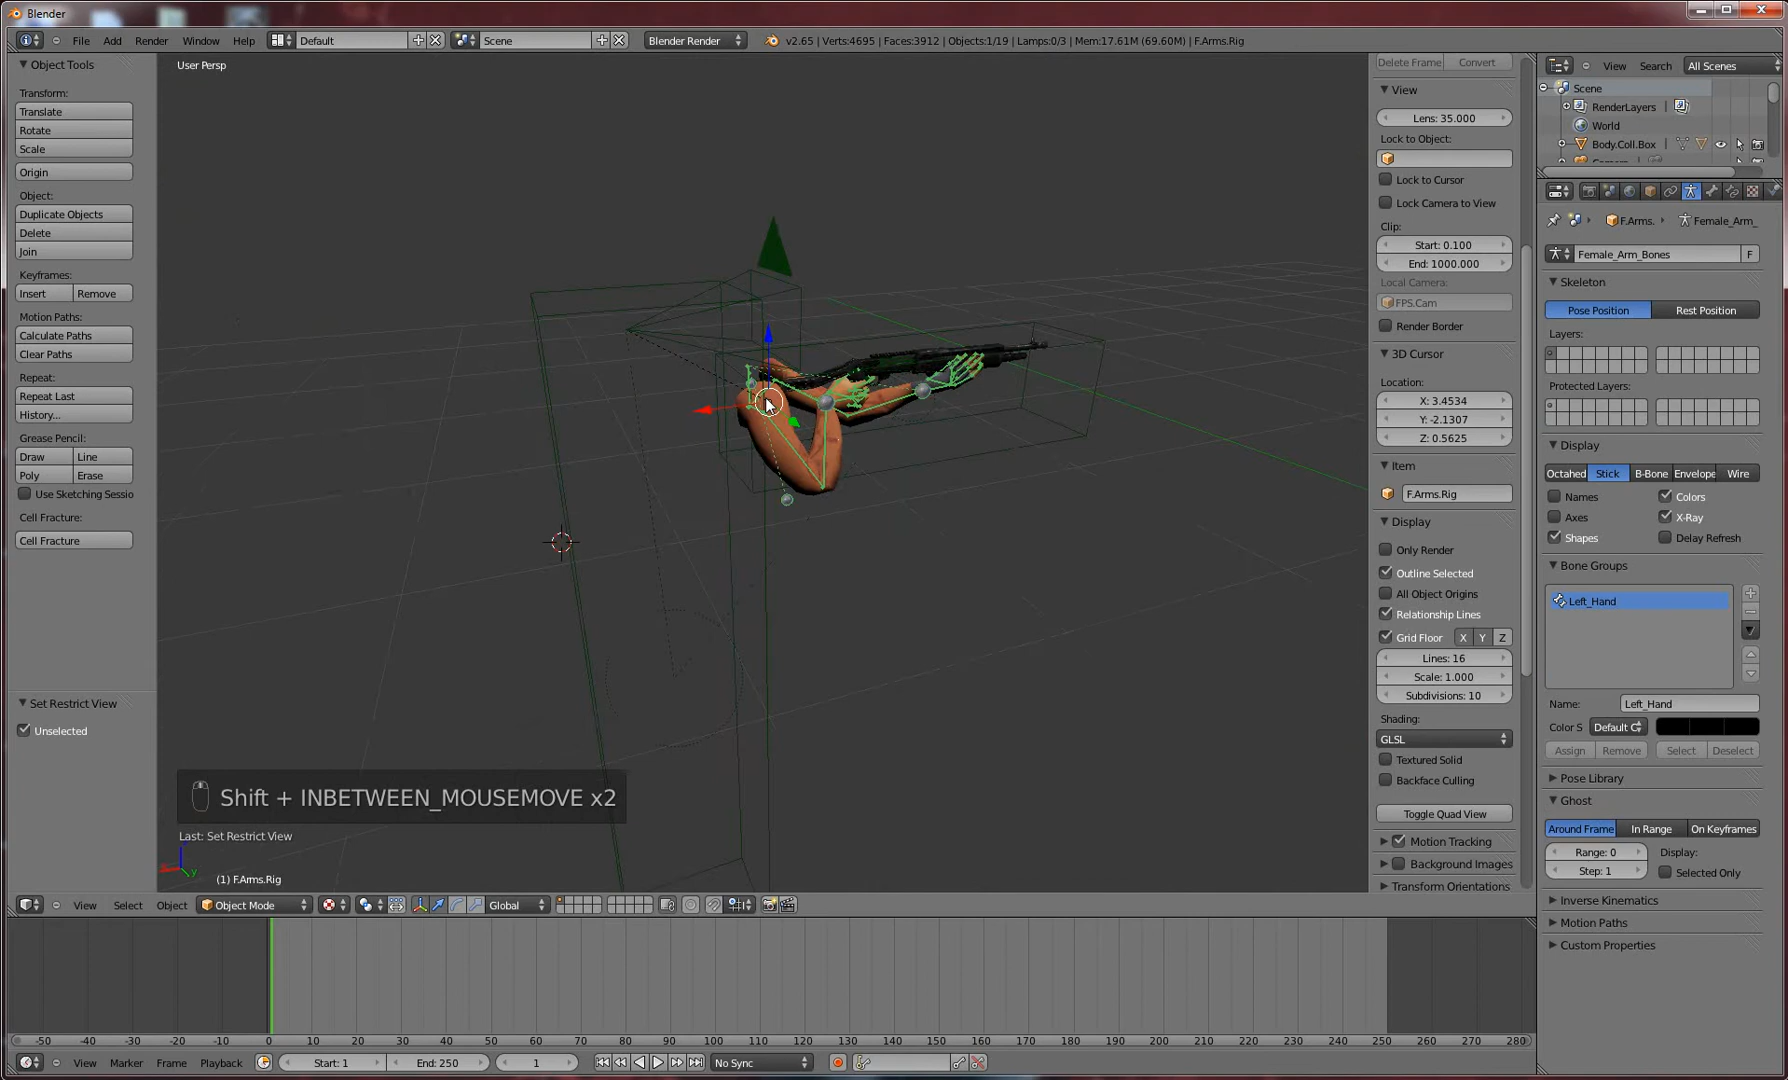 Blender
File Add Render Window Help Default Scene Blender Render v2.65 | Verts:4695 | Faces:3912 | Objects:1/19 | Lamps:0/3 | Mem:17.61M (69.60M) | F.Arms.Rig
Object Tools
Transform:
Translate
Rotate
Scale
Origin
Object:
Duplicate Objects
Delete
Join
Keyframes:
Insert Remove
Motion Paths:
Calculate Paths
Clear Paths
Repeat:
Repeat Last
History...
Grease Pencil:
Draw Line
Poly Erase
Use Sketching Sessio
Cell Fracture:
Cell Fracture
Set Restrict View
Unselected
User Persp
Shift + INBETWEEN_MOUSEMOVE x2
Last: Set Restrict View
(1) F.Arms.Rig
Delete Frame Convert
View
Lens: 35.000
Lock to Object:
Lock to Cursor
Lock Camera to View
Clip:
Start: 0.100
End: 1000.000
Local Camera:
FPS.Cam
Render Border
3D Cursor
Location:
X: 3.4534
Y: -2.1307
Z: 0.5625
Item
F.Arms.Rig
Display
Only Render
Outline Selected
All Object Origins
Relationship Lines
Grid Floor X Y Z
Lines: 16
Scale: 1.000
Subdivisions: 10
Shading:
GLSL
Textured Solid
Backface Culling
Toggle Quad View
Motion Tracking
Background Images
Transform Orientations
View Search All Scenes
Scene
RenderLayers
World
Body.Coll.Box
F.Arms. Female_Arm_
Female_Arm_Bones F
Skeleton
Pose Position Rest Position
Layers:
Protected Layers:
Display
Octahed Stick B-Bone Envelope Wire
Names Colors
Axes X-Ray
Shapes Delay Refresh
Bone Groups
Left_Hand
Name: Left_Hand
Color S Default C
Assign Remove Select Deselect
Pose Library
Ghost
Around Frame In Range On Keyframes
Range: 0 Display:
Step: 1 Selected Only
Inverse Kinematics
Motion Paths
Custom Properties
View Select Object Object Mode Global
-50 -40 -30 -20 -10 0 10 20 30 40 50 60 70 80 90 100 110 120 130 140 150 160 170 180 190 200 210 220 230 240 250 260 270 280
View Marker Frame Playback Start: 1 End: 250 1 No Sync